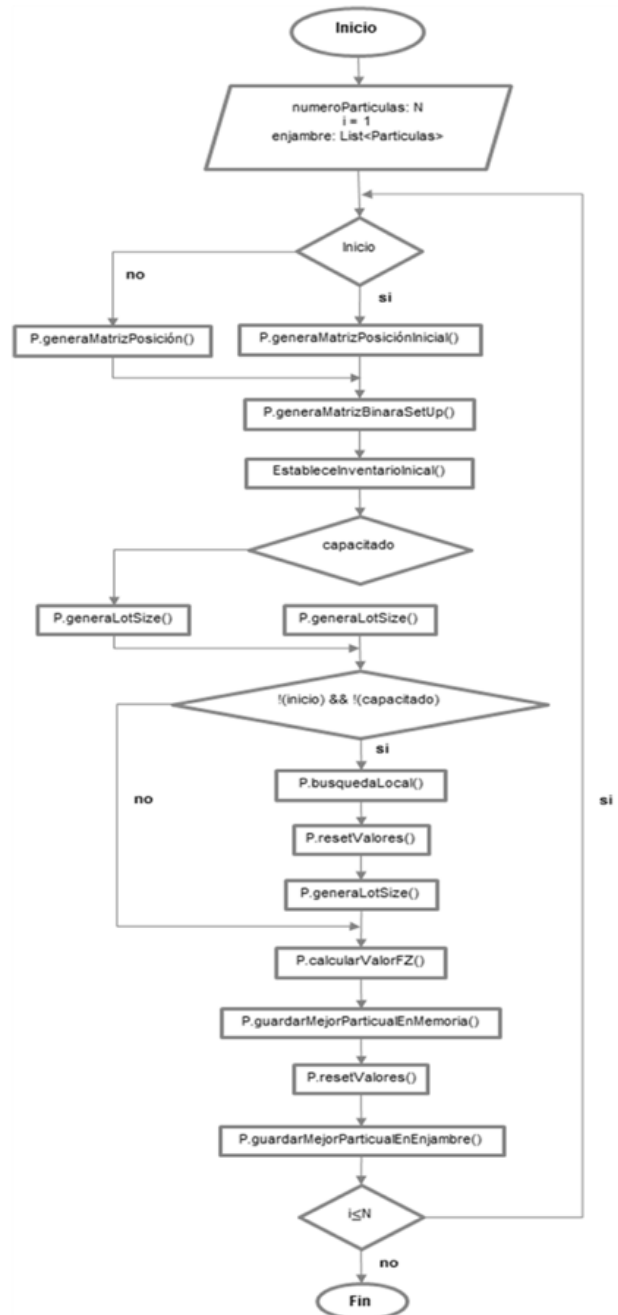 Inicio
numeroParticulas: N
i = 1
enjambre: List<Particulas>
Inicio
no
si
P.generaMatrizPosición()
P.generaMatrizPosiciónInicial()
P.generaMatrizBinaraSetUp()
EstableceInventarioInical()
capacitado
P.generaLotSize()
P.generaLotSize()
!(inicio) && !(capacitado)
si
P.busquedaLocal()
no
si
P.resetValores()
P.generaLotSize()
P.calcularValorFZ()
P.guardarMejorParticualEnMemoria()
P.resetValores()
P.guardarMejorParticualEnEnjambre()
i≤N
no
Fin